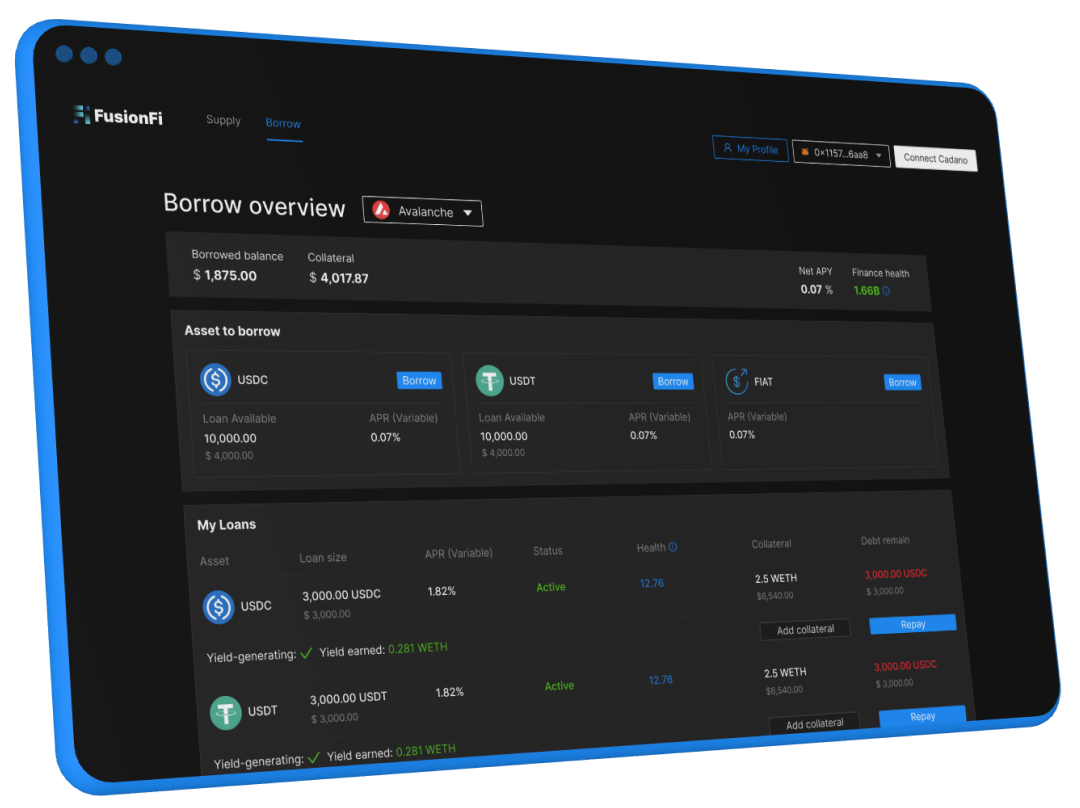 FusionFi Supply Borrow
My Profile 0×1157...6aa8 Connect Cadano
Borrow overview Avalanche
Borrowed balance Collateral Net APY Finance health
$ 1,875.00 $ 4,017.87 0.07 % 1.66B
Asset to borrow
USDC Borrow USDT Borrow FIAT Borrow
Loan Available APR (Variable) Loan Available APR (Variable) APR (Variable)
10,000.00 0.07% 10,000.00 0.07% 0.07%
$ 4,000.00 $ 4,000.00
My Loans
Asset Loan size APR (Variable) Status Health Collateral Debt remain
USDC 3,000.00 USDC 1.82% Active 12.76 2.5 WETH 3,000.00 USDC
$ 3,000.00 $6,540.00 $ 3,000.00
Add collateral Repay
Yield-generating: Yield earned: 0.281 WETH
USDT 3,000.00 USDT 1.82% Active 12.76 2.5 WETH 3,000.00 USDC
$ 3,000.00 $6,540.00 $ 3,000.00
Add collateral Repay
Yield-generating: Yield earned: 0.281 WETH